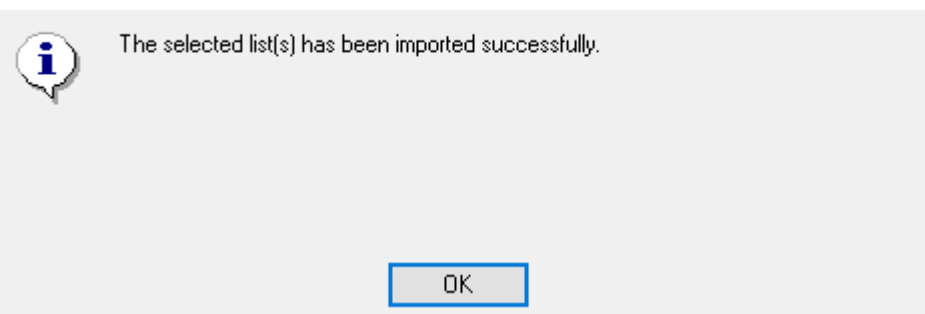 The selected list(s) has been imported successfully.
OK